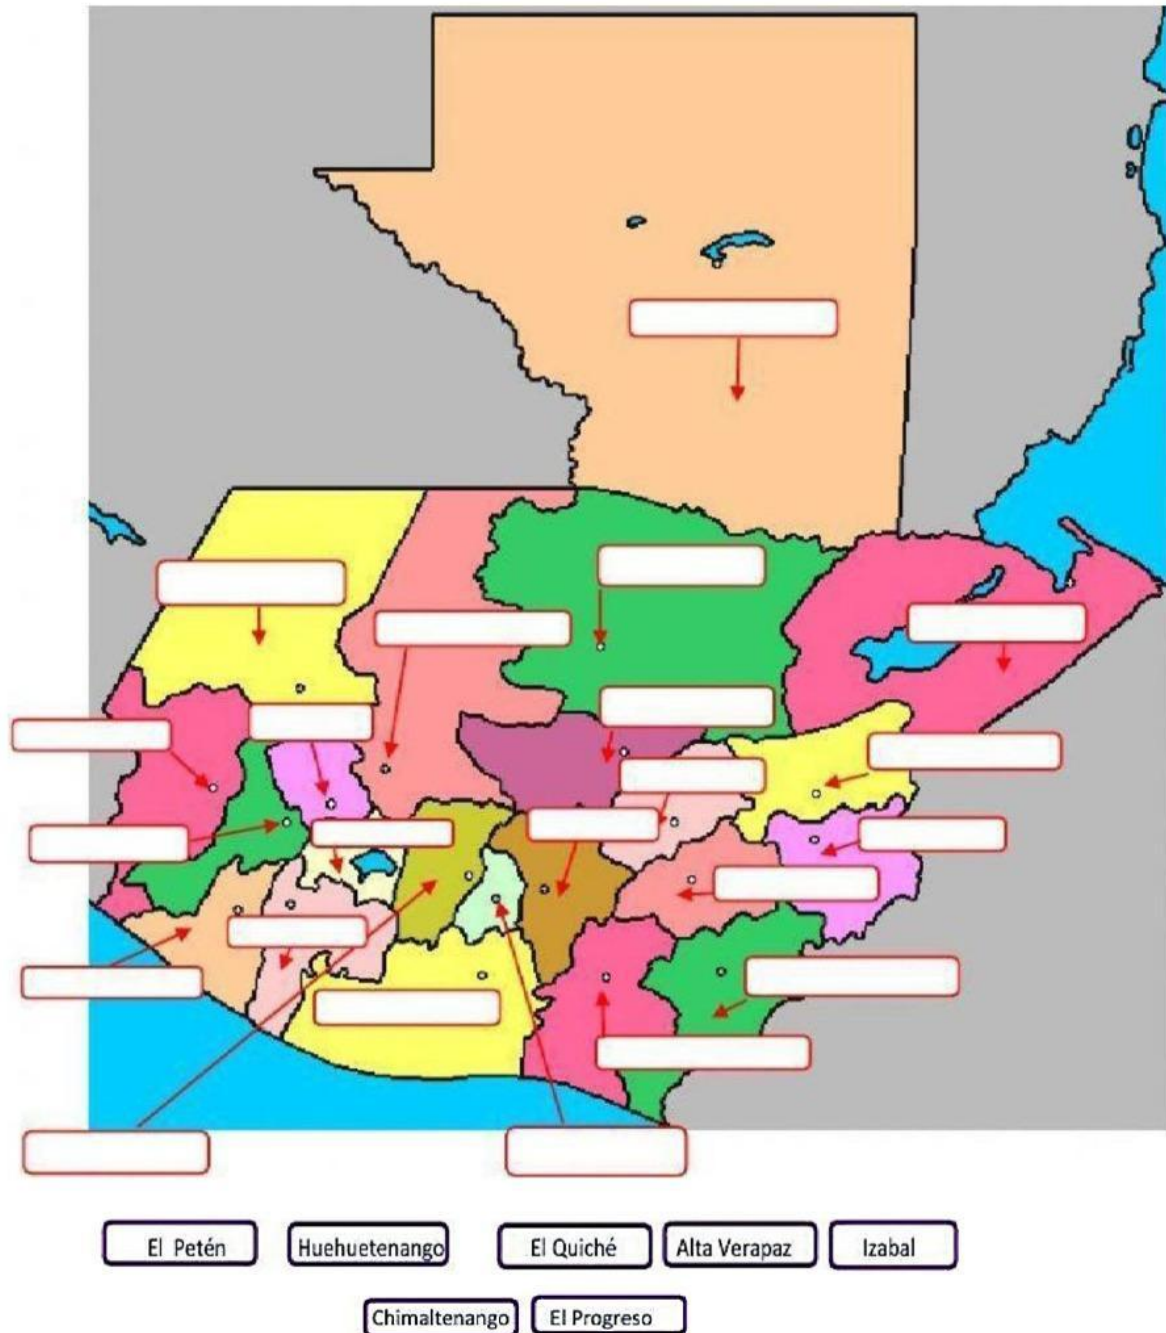 El Petén
Huehuetenango
El Quiché
Alta Verapaz
Izabal
Chimaltenango
El Progreso